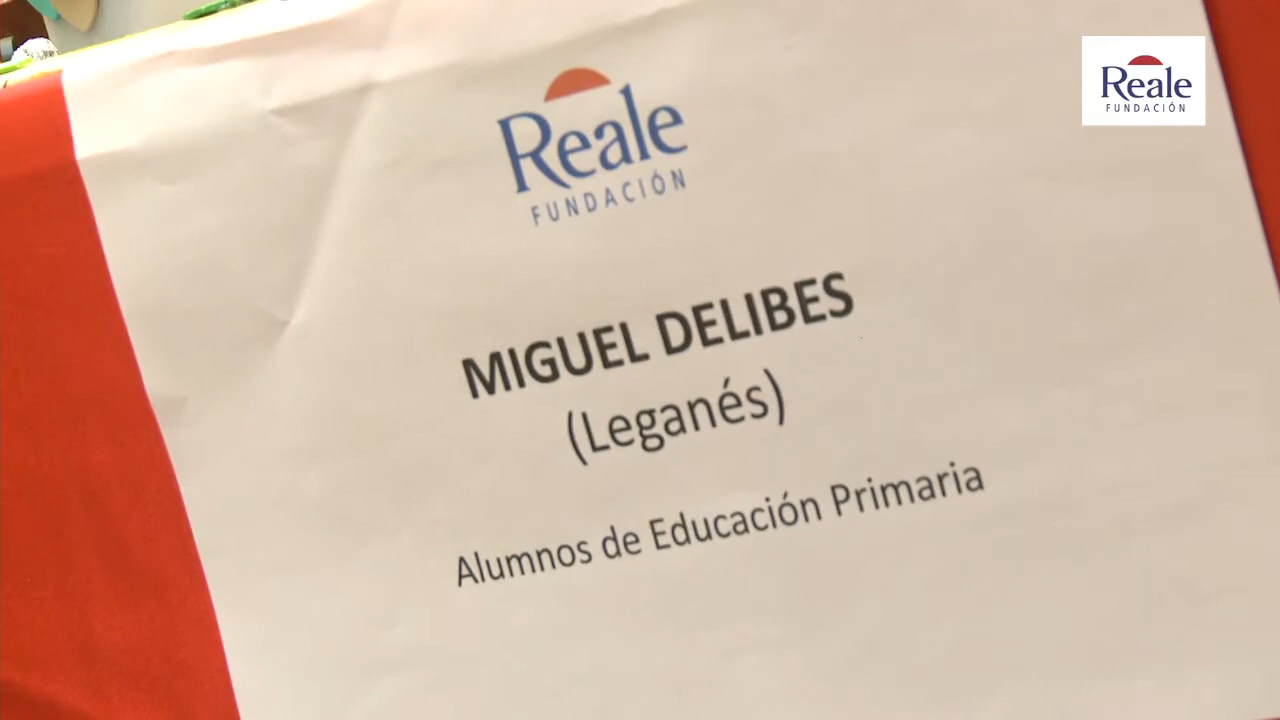 Reale
FUNDACIÓN
Reale
FUNDACIÓN
MIGUEL DELIBES
(Leganés)
Alumnos de Educación Primaria